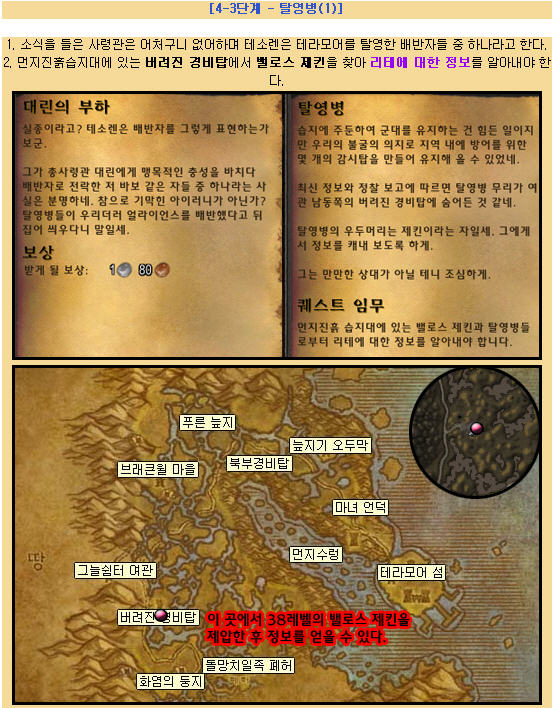 [4-3단계 - 탈영병(1)]
1. 소식을 들은 사령관은 어처구니 없어하며 테소렌은 테라모어를 탈영한 배반자들 중 하나라고 한다.
2. 먼지진흙습지대에 있는 버려진 경비탑에서 밸로스 제킨을 찾아 리테에 대한 정보를 알아내야 한
다.
대린의 부하
실종이라고? 테소렌은 배반자를 그렇게 표현하는가
보군.
그가 총사령관 대린에게 맹목적인 충성을 바치다
배반자로 전락한 저 바보 같은 자들 중 하나라는 사
실은 분명하네. 참으로 기막힌 아이러니가 아닌가?
탈영병들이 우리더러 얼라이언스를 배반했다고 뒤
집어 씌우다니 말일세.
보상
받게 될 보상: 1 80
탈영병
습지에 주둔하여 군대를 유지하는 건 힘든 일이지
만 우리의 불굴의 의지로 지역 내에 방어를 위한
몇 개의 감시탑을 만들어 유지해 올 수 있었네.
최신 정보와 정찰 보고에 따르면 탈영병 무리가 여
관 남동쪽의 버려진 경비탑에 숨어든 것 같네.
탈영병의 우두머리는 제킨이라는 자일세. 그에게
서 정보를 캐내 보도록 하게.
그는 만만한 상대가 아닐 테니 조심하게.
퀘스트 임무
먼지진흙 습지대에 있는 밸로스 제킨과 탈영병들
로부터 리테에 대한 정보를 알아내야 합니다.
푸른 늪지
늪지기 오두막
북부경비탑
브래큰월 마을
마녀 언덕
먼지수렁
땅
그늘쉼터 여관
테라모어 섬
버려진 경비탑
이 곳에서 38레벨의 밸로스 제킨을
제압한 후 정보를 얻을 수 있다.
돌망치일족 폐허
화염의 둥지